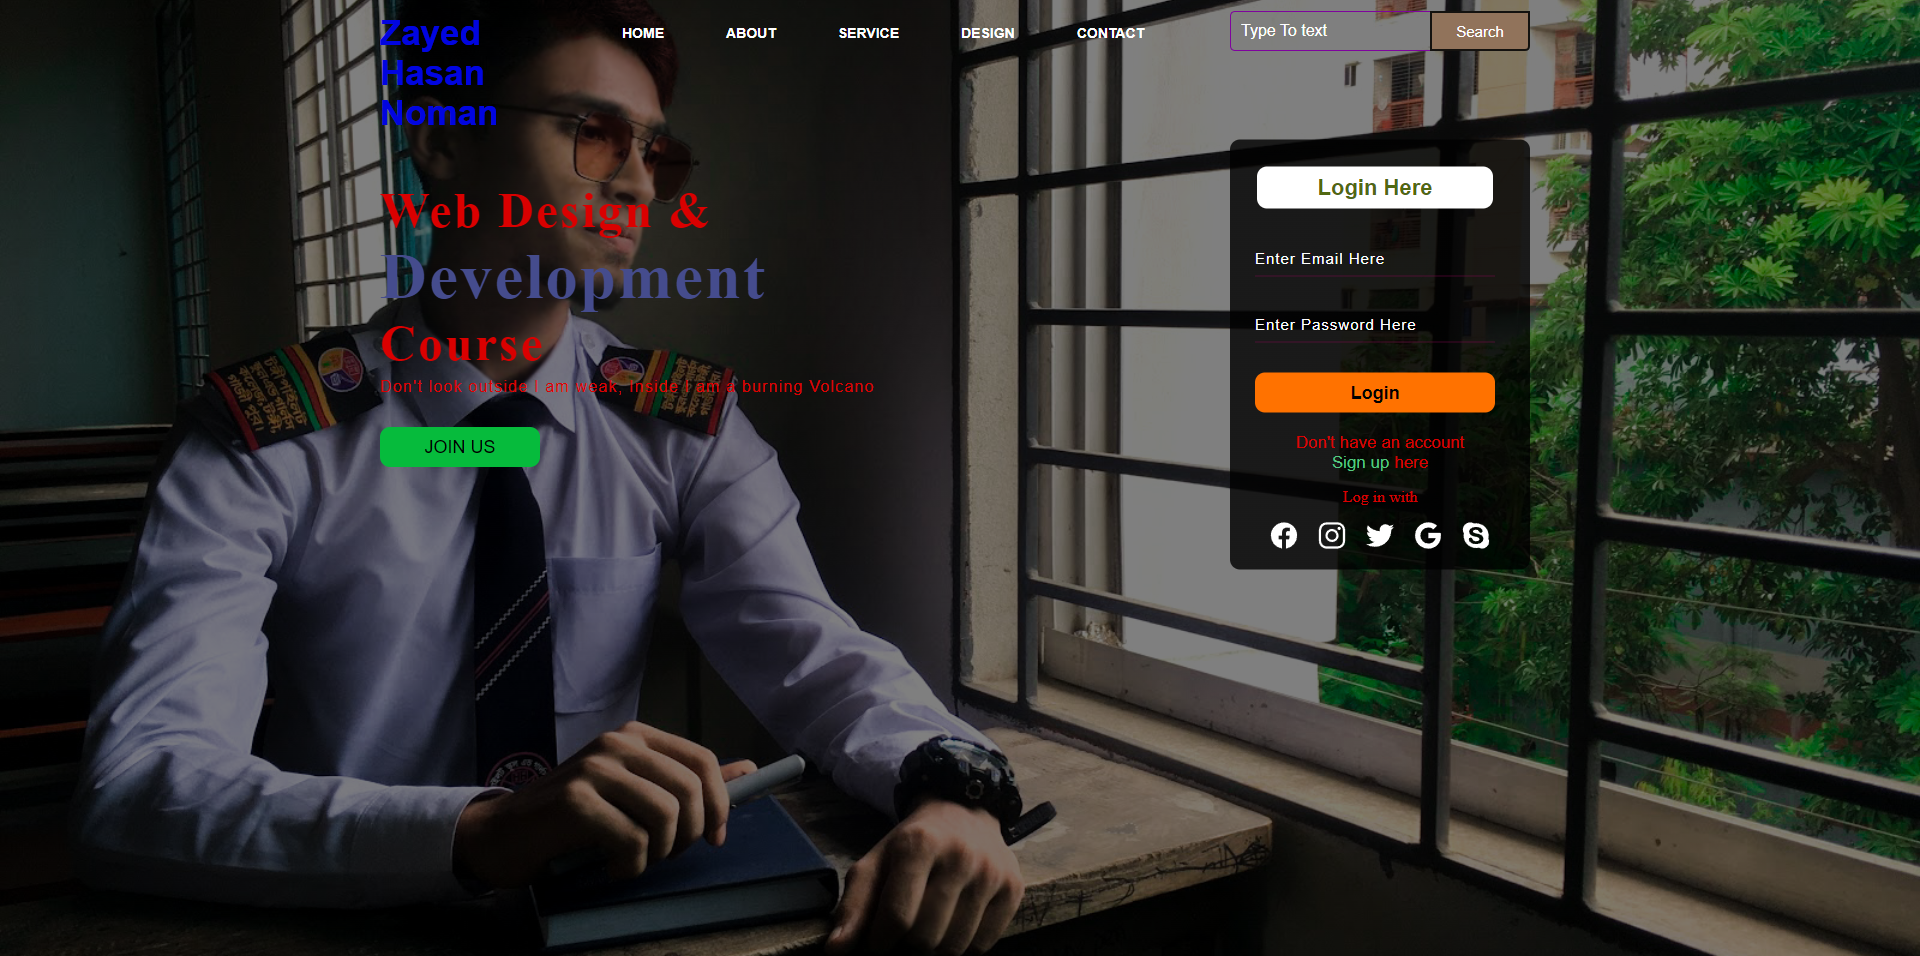 Zayed
Hasan
Noman
HOME ABOUT SERVICE DESIGN CONTACT
Type To text Search
Web Design &
Development
Course
Don't look outside I am weak, Inside I am a burning Volcano
JOIN US
Login Here
Enter Email Here
Enter Password Here
Login
Don't have an account
Sign up here
Log in with